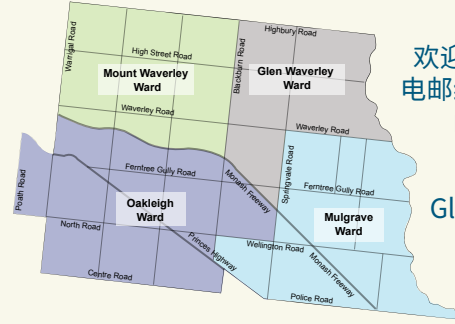 Highbury Road
Warrigal Road
High Street Road
Blackburn Road
Mount Waverley
Ward
Glen Waverley
Ward
欢迎
电邮
Waverley Road
Waverley Road
Poath Road
Ferntree Gully Road
Monash Freeway
Springvale Road
Ferntree Gully Road
Oakleigh
Ward
Mulgrave
Ward
Gl
North Road
Princes Highway
Wellington Road
Monash Freeway
Centre Road
Police Road